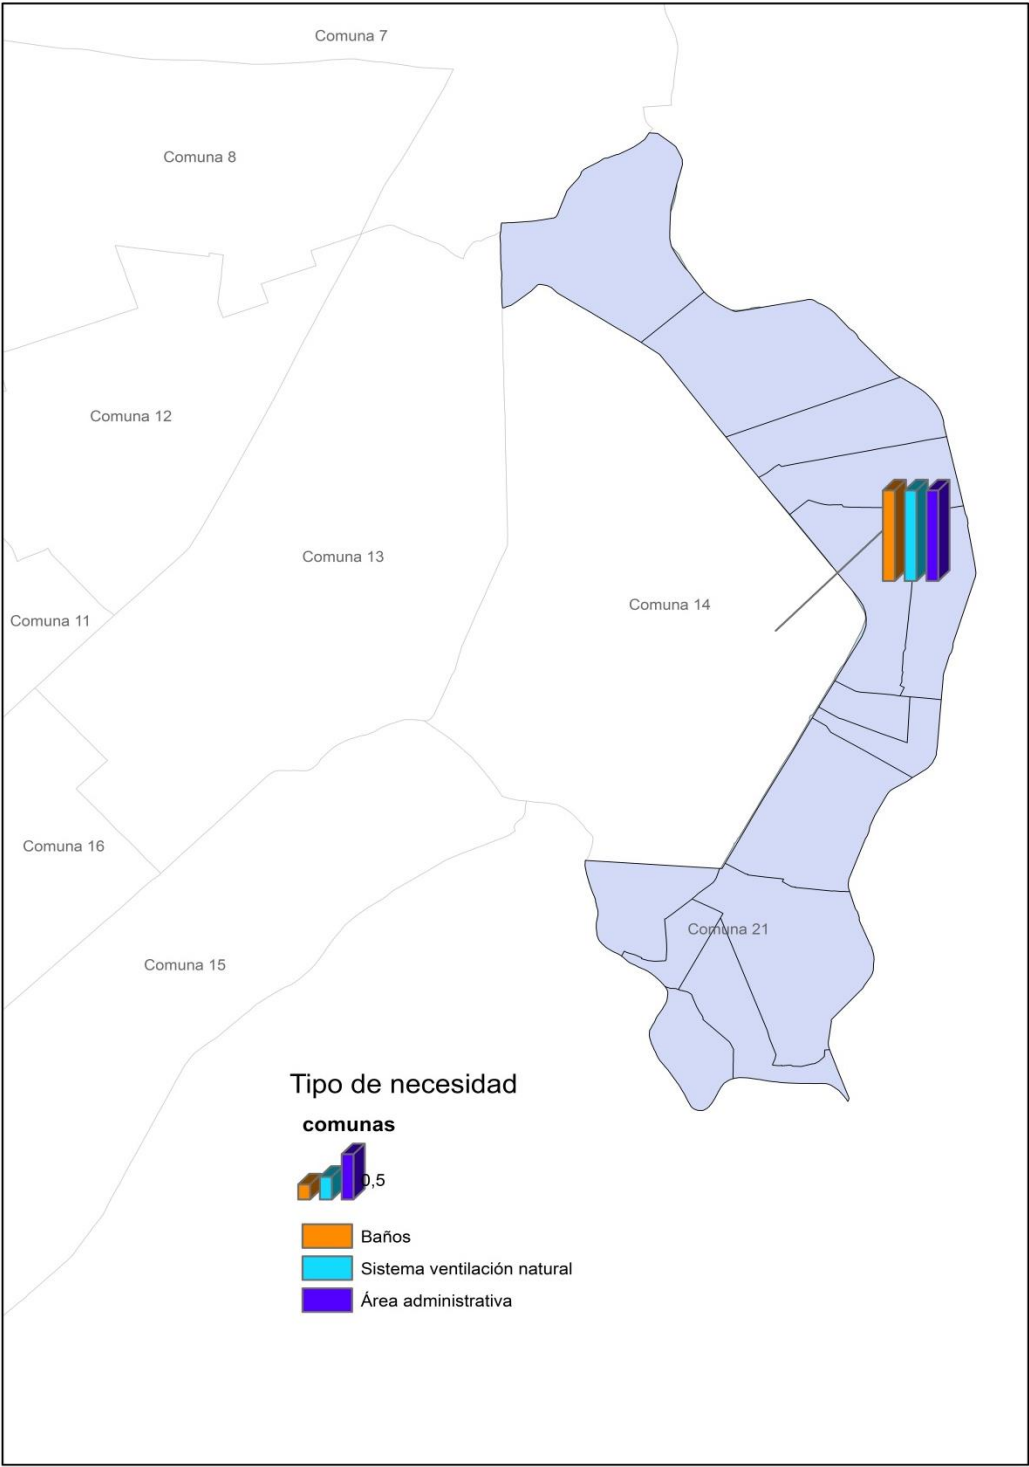 Comuna 7
Comuna 8
Comuna 12
Comuna 13
Comuna 14
Comuna 11
Comuna 16
Comuna 21
Comuna 15
Tipo de necesidad
comunas
0,5
Baños
Sistema ventilación natural
Área administrativa